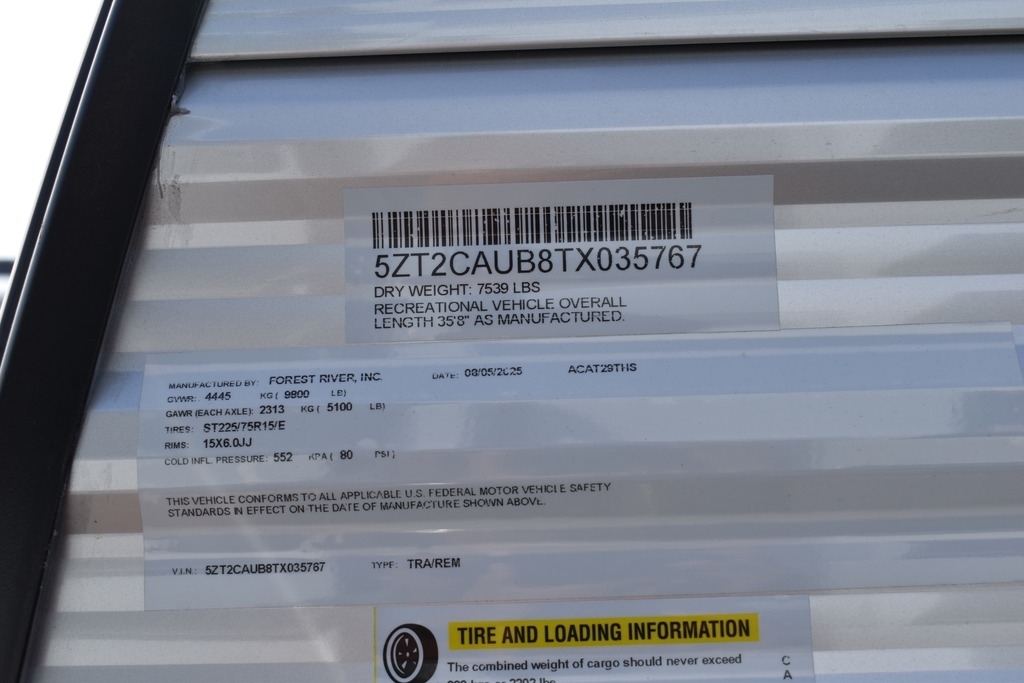 5ZT2CAUB8TX035767
DRY WEIGHT: 7539 LBS
RECREATIONAL VEHICLE OVERALL
LENGTH 35'8" AS MANUFACTURED.
MANUFACTURED BY: FOREST RIVER, INC. DATE: 08/05/2025 ACAT29THS
GVWR: 4445 KG ( 9800 LB)
GAWR (EACH AXLE): 2313 KG ( 5100 LB)
TIRES: ST225/75R15/E
RIMS: 15X6.0JJ
COLD INFL. PRESSURE: 552 KPA ( 80 PSI)
THIS VEHICLE CONFORMS TO ALL APPLICABLE U.S. FEDERAL MOTOR VEHICLE SAFETY
STANDARDS IN EFFECT ON THE DATE OF MANUFACTURE SHOWN ABOVE.
V.I.N.: 5ZT2CAUB8TX035767 TYPE: TRA/REM
TIRE AND LOADING INFORMATION
The combined weight of cargo should never exceed
C
A